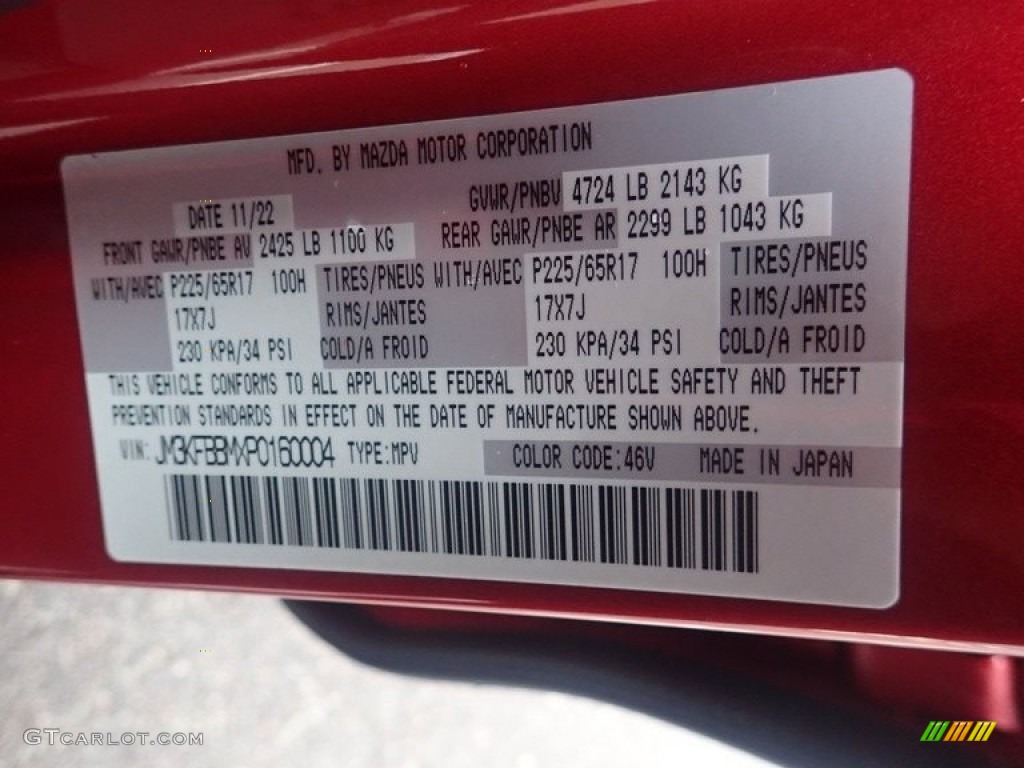 MFD. BY MAZDA MOTOR CORPORATION
DATE 11/22 GVWR/PNBV 4724 LB 2143 KG
FRONT GAWR/PNBE AV 2425 LB 1100 KG REAR GAWR/PNBE AR 2299 LB 1043 KG
WITH/AVEC P225/65R17 100H TIRES/PNEUS WITH/AVEC P225/65R17 100H TIRES/PNEUS
17X7J RIMS/JANTES 17X7J RIMS/JANTES
230 KPA/34 PSI COLD/A FROID 230 KPA/34 PSI COLD/A FROID
THIS VEHICLE CONFORMS TO ALL APPLICABLE FEDERAL MOTOR VEHICLE SAFETY AND THEFT
PREVENTION STANDARDS IN EFFECT ON THE DATE OF MANUFACTURE SHOWN ABOVE.
VIN: JM3KFBBMXP0160004 TYPE:MPV COLOR CODE:46V MADE IN JAPAN
GTCARLOT.COM